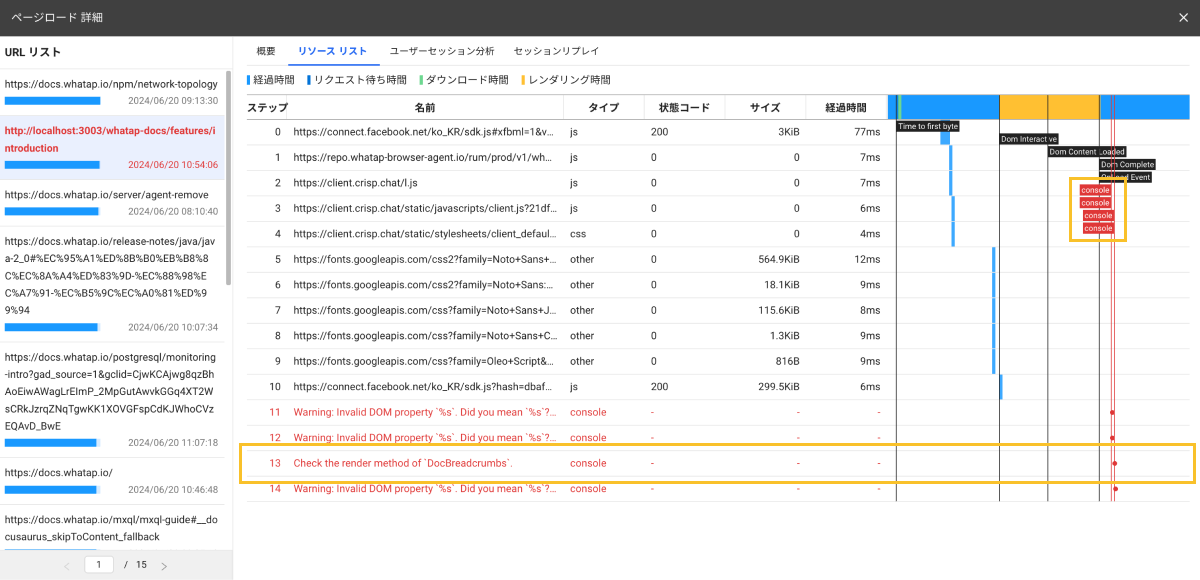 ページロード 詳細
URL リスト
https://docs.whatap.io/npm/network-topology
2024/06/20 09:13:30
http://localhost:3003/whatap-docs/features/i
ntroduction
2024/06/20 10:54:06
https://docs.whatap.io/server/agent-remove
2024/06/20 08:10:40
https://docs.whatap.io/release-notes/java/jav
a-2_0#%EC%95%A1%ED%8B%B0%EB%B8%8
C%EC%8A%A4%ED%83%9D-%EC%88%98%E
C%A7%91-%EC%B5%9C%EC%A0%81%ED%9
9%94
2024/06/20 10:07:34
https://docs.whatap.io/postgresql/monitoring
-intro?gad_source=1&gclid=CjwKCAjwg8qzBh
AoEiwAWagLrElmP_2MpGutAwvkGGq4XT2W
sCRkJzrqZNqTgwKK1XOVGFspCdKJWhoCVz
EQAvD_BwE
2024/06/20 11:07:18
https://docs.whatap.io/
2024/06/20 10:46:48
https://docs.whatap.io/mxql/mxql-guide#__do
cusaurus_skipToContent_fallback
1 / 15
概要 リソース リスト ユーザーセッション分析 セッションリプレイ
経過時間 リクエスト待ち時間 ダウンロード時間 レンダリング時間
ステップ 名前 タイプ 状態コード サイズ 経過時間
0 https://connect.facebook.net/ko_KR/sdk.js#xfbml=1&v... js 200 3KiB 77ms
1 https://repo.whatap-browser-agent.io/rum/prod/v1/wh... js 0 0 7ms
2 https://client.crisp.chat/l.js js 0 0 7ms
3 https://client.crisp.chat/static/javascripts/client.js?21df... js 0 0 6ms
4 https://client.crisp.chat/static/stylesheets/client_defaul... css 0 0 4ms
5 https://fonts.googleapis.com/css2?family=Noto+Sans+... other 0 564.9KiB 12ms
6 https://fonts.googleapis.com/css2?family=Noto+Sans:... other 0 18.1KiB 9ms
7 https://fonts.googleapis.com/css?family=Noto+Sans+J... other 0 115.6KiB 8ms
8 https://fonts.googleapis.com/css?family=Noto+Sans+C... other 0 1.3KiB 9ms
9 https://fonts.googleapis.com/css?family=Oleo+Script&... other 0 816B 9ms
10 https://connect.facebook.net/ko_KR/sdk.js?hash=dbaf... js 200 299.5KiB 6ms
11 Warning: Invalid DOM property `%s`. Did you mean `%s`?... console - - -
12 Warning: Invalid DOM property `%s`. Did you mean `%s`?... console - - -
13 Check the render method of `DocBreadcrumbs`. console - - -
14 Warning: Invalid DOM property `%s`. Did you mean `%s`?... console - - -
Time to first byte
Dom Interactive
Dom Content Loaded
Dom Complete
OnLoad Event
console
console
console
console